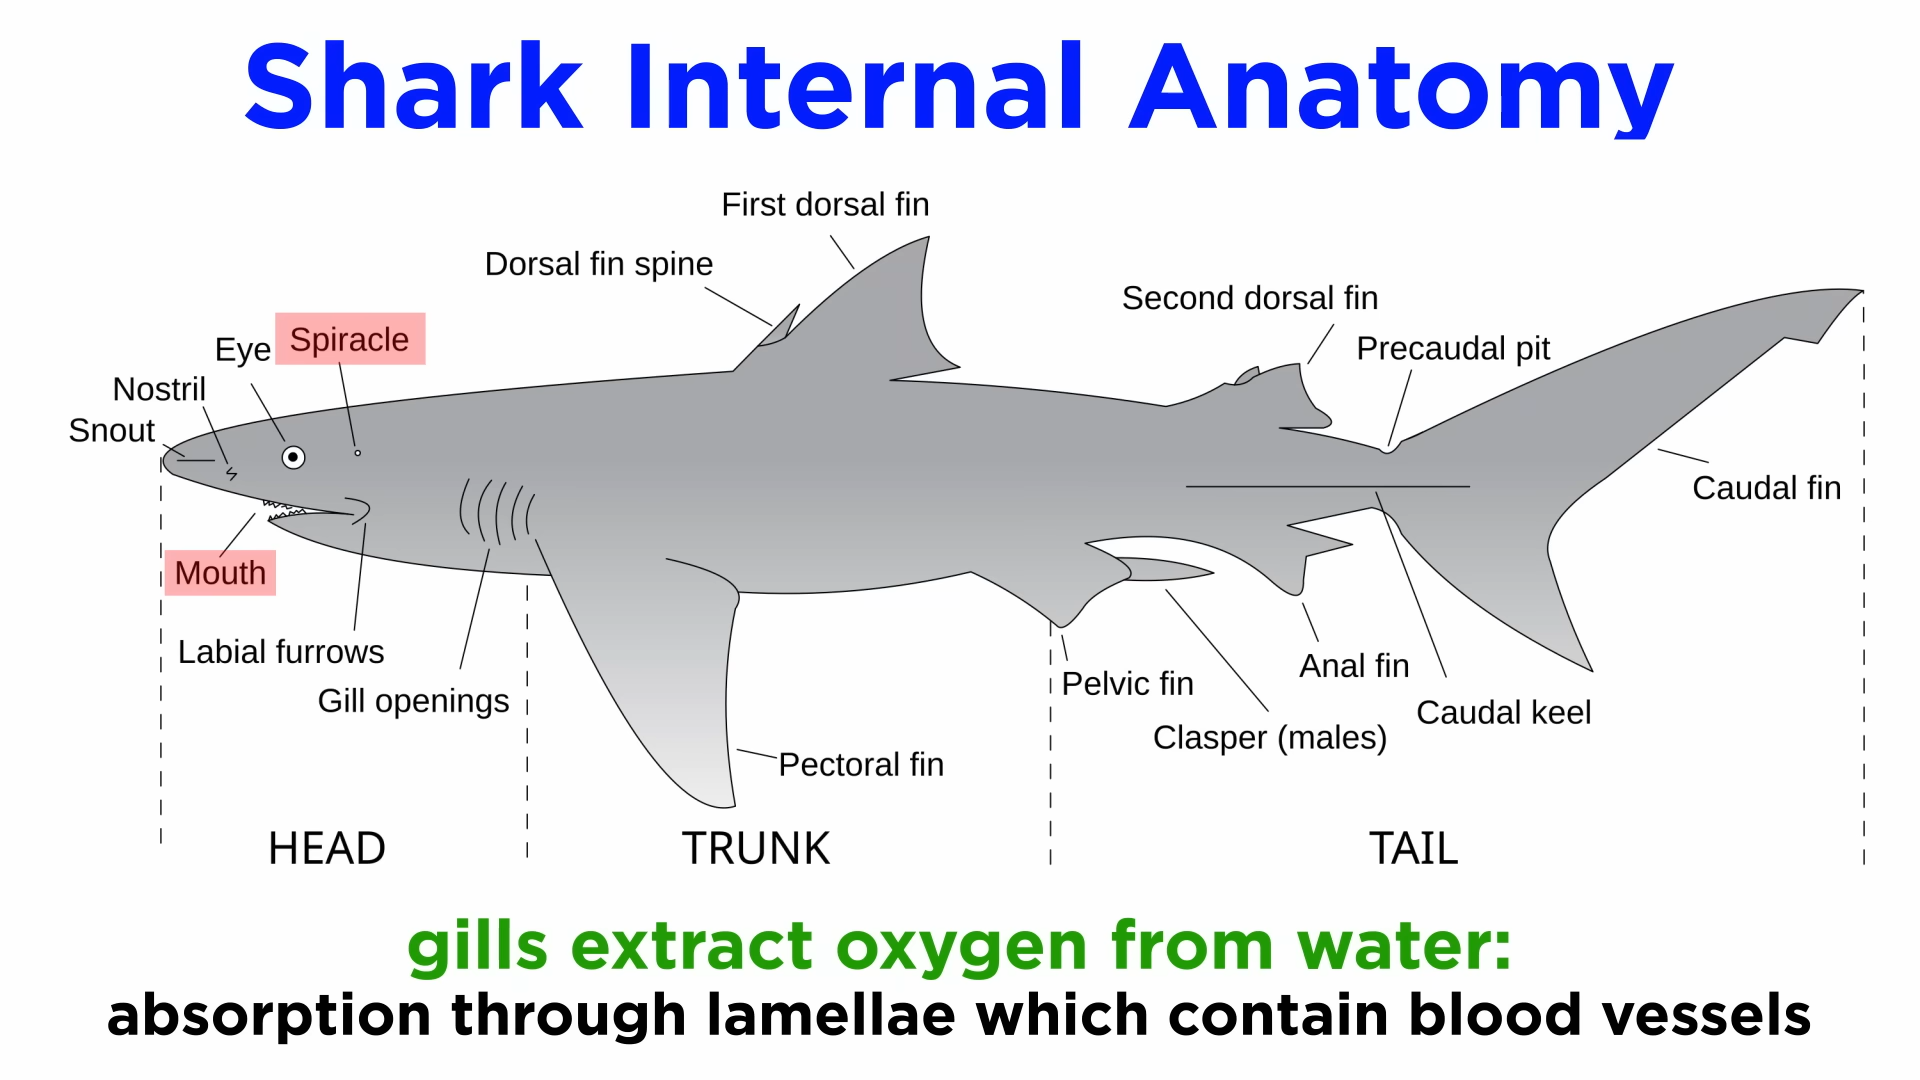 Shark Internal Anatomy
First dorsal fin
Dorsal fin spine
Second dorsal fin
Spiracle
Eye
Precaudal pit
Nostril
Snout
Caudal fin
Mouth
Labial furrows
Gill openings
Pelvic fin
Anal fin
Caudal keel
Clasper (males)
Pectoral fin
HEAD
TRUNK
TAIL
gills extract oxygen from water:
absorption through lamellae which contain blood vessels